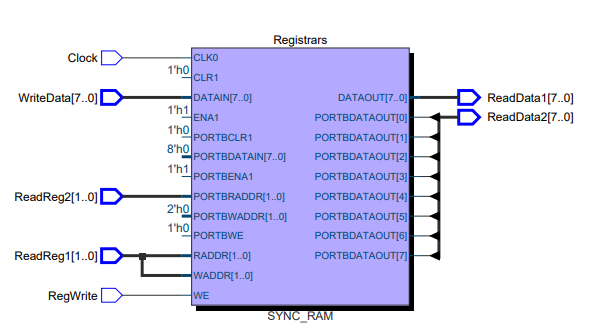 Registrars
Clock CLK0
1'h0 CLR1
WriteData[7..0] DATAIN[7..0] DATAOUT[7..0] ReadData1[7..0]
1'h1 ENA1 PORTBDATAOUT[0] ReadData2[7..0]
1'h0 PORTBCLR1 PORTBDATAOUT[1]
8'h0 PORTBDATAIN[7..0] PORTBDATAOUT[2]
1'h1 PORTBENA1 PORTBDATAOUT[3]
ReadReg2[1..0] PORTBRADDR[1..0] PORTBDATAOUT[4]
2'h0 PORTBWADDR[1..0] PORTBDATAOUT[5]
1'h0 PORTBWE PORTBDATAOUT[6]
ReadReg1[1..0] RADDR[1..0] PORTBDATAOUT[7]
WADDR[1..0]
RegWrite WE
SYNC_RAM